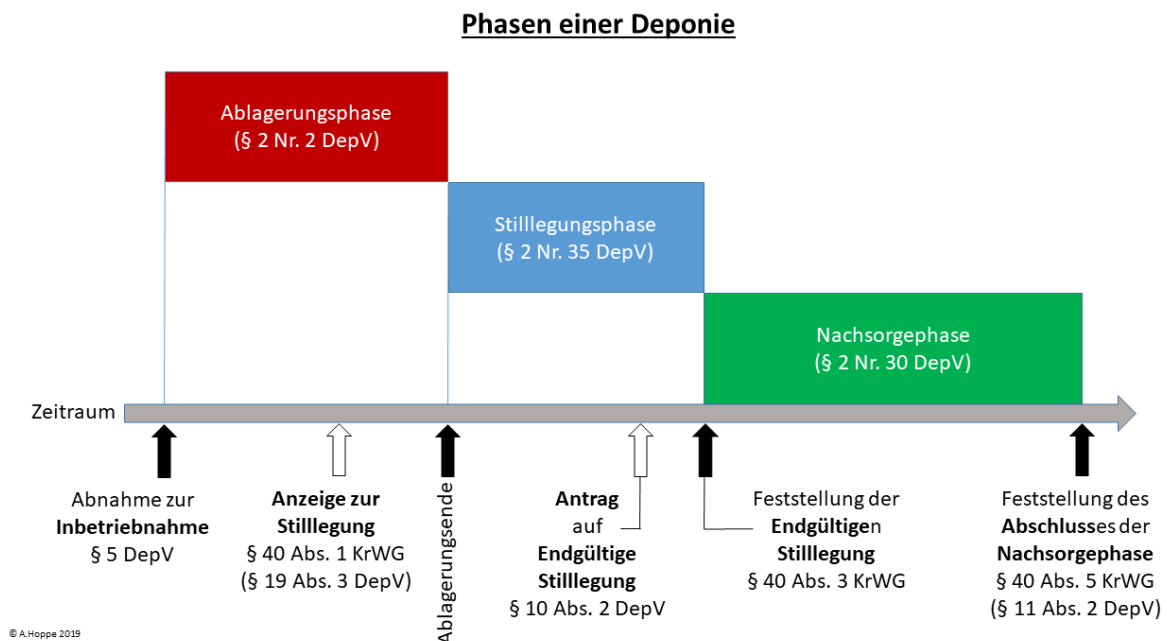 Phasen einer Deponie
Ablagerungsphase
(§ 2 Nr. 2 DepV)
Stilllegungsphase
(§ 2 Nr. 35 DepV)
Nachsorgephase
(§ 2 Nr. 30 DepV)
Zeitraum
Abnahme zur
Inbetriebnahme
§ 5 DepV
Anzeige zur
Stilllegung
§ 40 Abs. 1 KrWG
(§ 19 Abs. 3 DepV)
Ablagerungsende
Antrag
auf
Endgültige
Stilllegung
§ 10 Abs. 2 DepV
Feststellung der
Endgültigen
Stilllegung
§ 40 Abs. 3 KrWG
Feststellung des
Abschlusses der
Nachsorgephase
§ 40 Abs. 5 KrWG
(§ 11 Abs. 2 DepV)
© A.Hoppe 2019